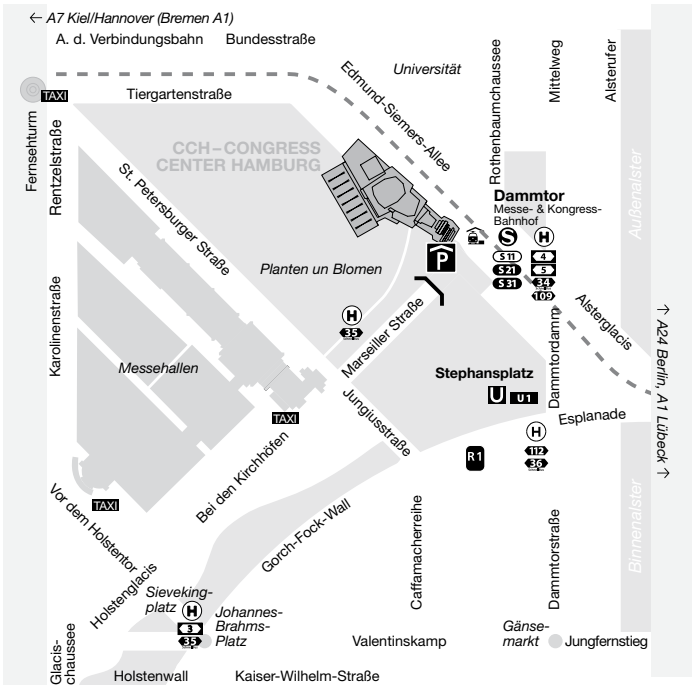 ← A7 Kiel/Hannover (Bremen A1)
A. d. Verbindungsbahn
Bundesstraße
Universität
Edmund-Siemers-Allee
Rothenbaumchaussee
Mittelweg
Alsterufer
TAXI
Tiergartenstraße
Fernsehturm
Rentzelstraße
CCH–CONGRESS
CENTER HAMBURG
St. Petersburger Straße
Außenalster
Dammtor
Messe- & Kongress-
Bahnhof
S H
P
S 11 4
S 21 5
S 31 34
109
Planten un Blomen
H
35
Marseiller Straße
Alsterglacis
Karolinenstraße
Messehallen
Stephansplatz
U U1
Dammtordamm
↑ A24 Berlin, A1 Lübeck ↑
Jungiusstraße
Esplanade
TAXI
H
112
36
R1
Bei den Kirchhöfen
TAXI
Vor dem Holstentor
Gorch-Fock-Wall
Caffamacherreihe
Dammtorstraße
Binnenalster
Holstenglacis
Sieveking-
platz
H
3
35
Johannes-
Brahms-
Platz
Valentinskamp
Gänse-
markt
Jungfernstieg
Glacis-
chaussee
Holstenwall
Kaiser-Wilhelm-Straße